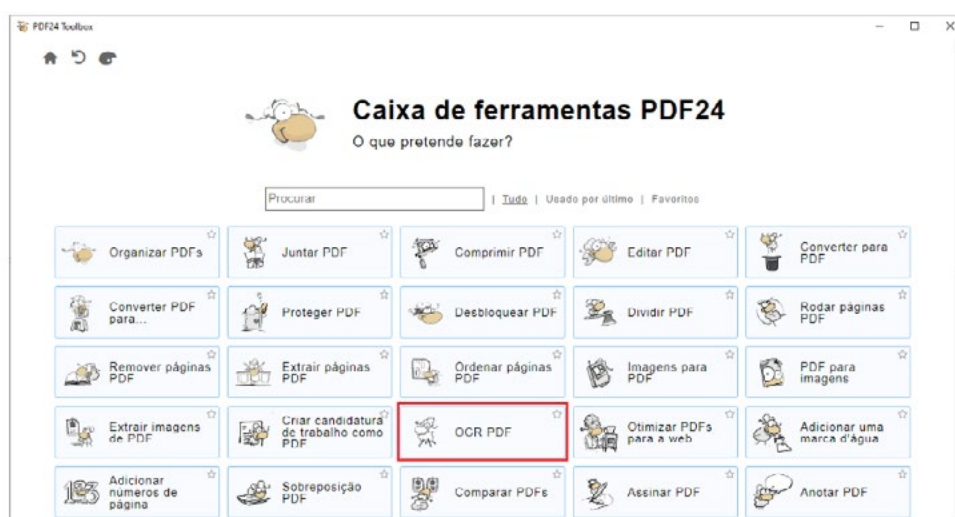 PDF24 Toolbox
Caixa de ferramentas PDF24
O que pretende fazer?
Procurar | Tudo | Usado por último | Favoritos
Organizar PDFs
Juntar PDF
Comprimir PDF
Editar PDF
Converter para
PDF
Converter PDF
para...
Proteger PDF
Desbloquear PDF
Dividir PDF
Rodar páginas
PDF
Remover páginas
PDF
Extrair páginas
PDF
Ordenar páginas
PDF
Imagens para
PDF
PDF para
imagens
Extrair imagens
de PDF
Criar candidatura
de trabalho como
PDF
OCR PDF
Otimizar PDFs
para a web
Adicionar uma
marca d'água
Adicionar
números de
página
Sobreposição
PDF
Comparar PDFs
Assinar PDF
Anotar PDF